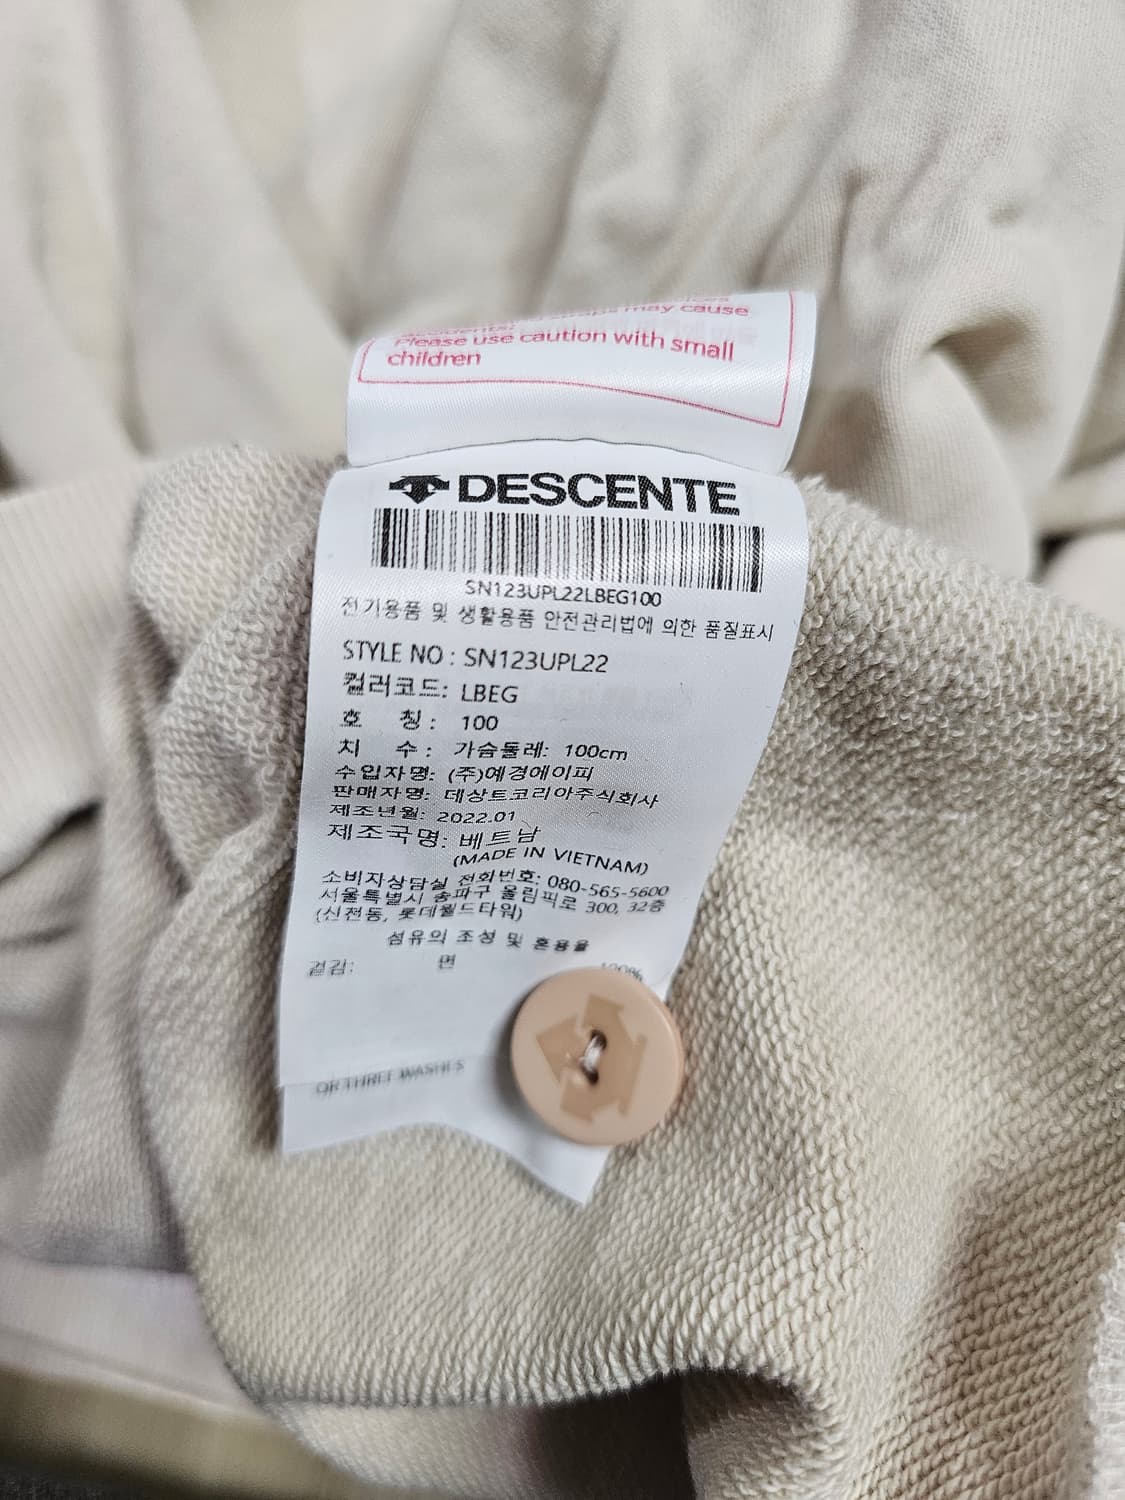 may cause
Please use caution with small
children
DESCENTE
SN123UPL22LBEG100
전기용품 및 생활용품 안전관리법에 의한 품질표시
STYLE NO : SN123UPL22
컬러코드: LBEG
호 칭 : 100
치 수 : 가슴둘레: 100cm
수입자명: (주)예경에이피
판매자명: 데상트코리아주식회사
제조년월: 2022.01
제조국명: 베트남
(MADE IN VIETNAM)
소비자상담실 전화번호: 080-565-5600
서울특별시 송파구 올림픽로 300, 32층
(신천동, 롯데월드타워)
섬유의 조성 및 혼용율
겉감: 면 100%
OR THREE WASHES